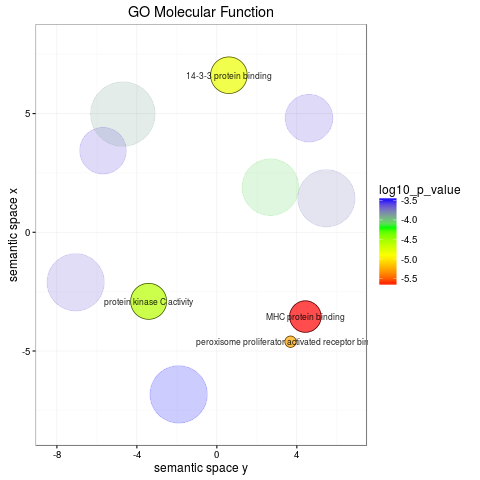 GO Molecular Function
14-3-3 protein binding
5
0
-5
semantic space x
protein kinase C activity
MHC protein binding
peroxisome proliferator activated receptor bin
-8
-4
0
4
semantic space y
log10_p_value
-3.5
-4.0
-4.5
-5.0
-5.5